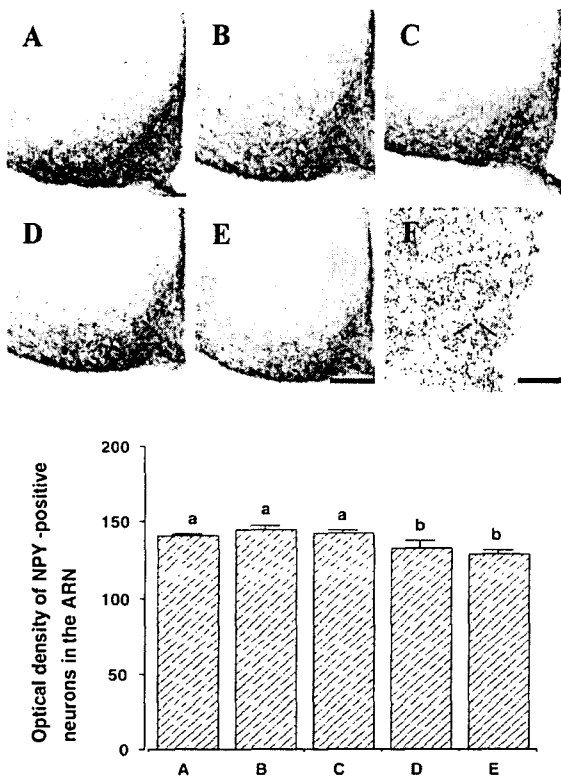 A
B
C
D
E
F
Optical density of NPY -positive
neurons in the ARN
200
150
100
50
0
a
a
a
b
b
A
B
C
D
E